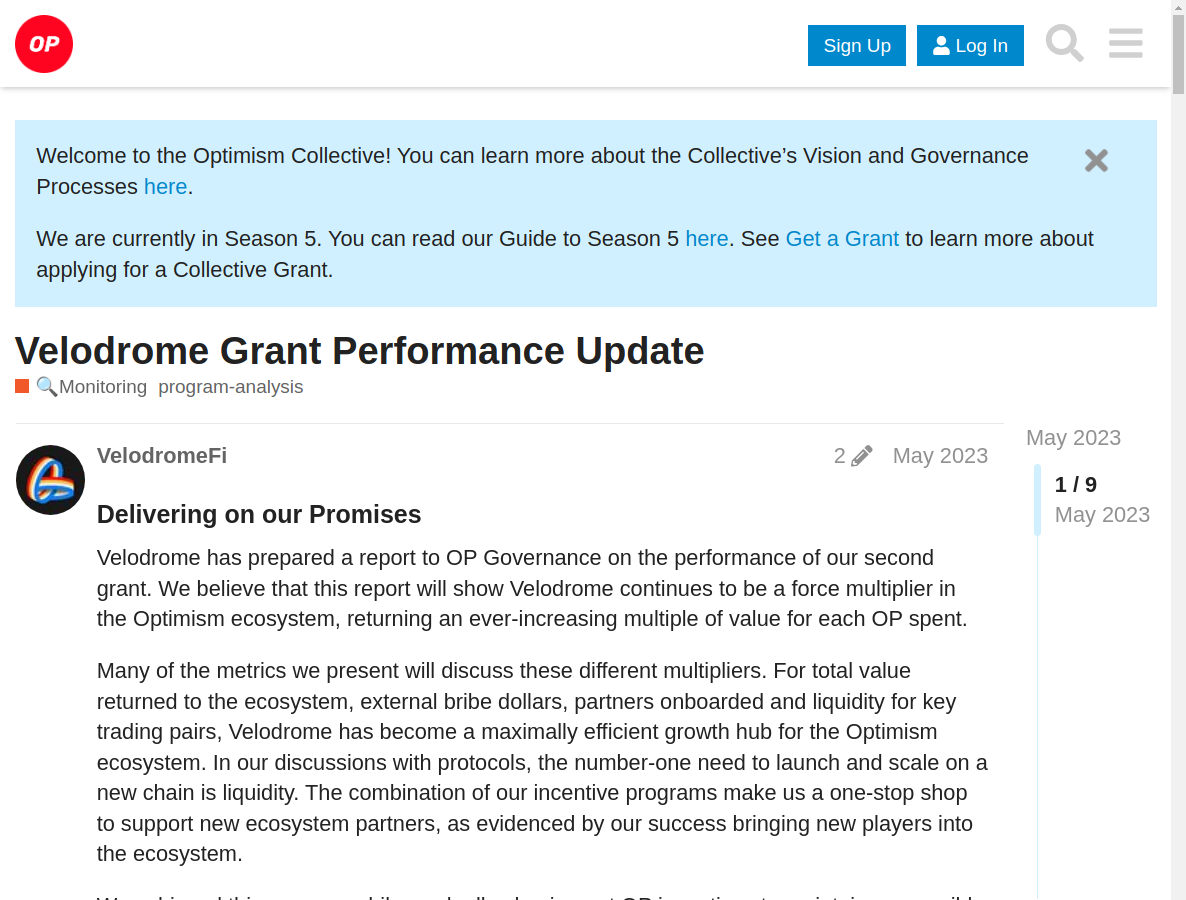 OP
Sign Up
Log In
Welcome to the Optimism Collective! You can learn more about the Collective’s Vision and Governance
Processes here.
We are currently in Season 5. You can read our Guide to Season 5 here. See Get a Grant to learn more about
applying for a Collective Grant.
Velodrome Grant Performance Update
🔍Monitoring program-analysis
VelodromeFi
2
May 2023
May 2023
1 / 9
May 2023
Delivering on our Promises
Velodrome has prepared a report to OP Governance on the performance of our second
grant. We believe that this report will show Velodrome continues to be a force multiplier in
the Optimism ecosystem, returning an ever-increasing multiple of value for each OP spent.
Many of the metrics we present will discuss these different multipliers. For total value
returned to the ecosystem, external bribe dollars, partners onboarded and liquidity for key
trading pairs, Velodrome has become a maximally efficient growth hub for the Optimism
ecosystem. In our discussions with protocols, the number-one need to launch and scale on a
new chain is liquidity. The combination of our incentive programs make us a one-stop shop
to support new ecosystem partners, as evidenced by our success bringing new players into
the ecosystem.